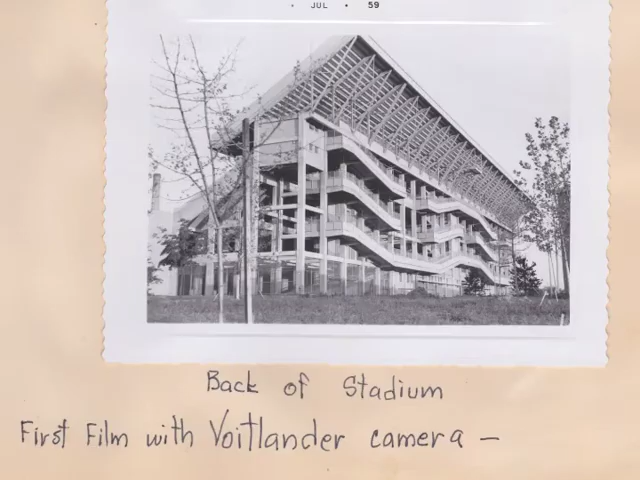 · JUL · 59
Back of Stadium
First Film with Voitlander camera –